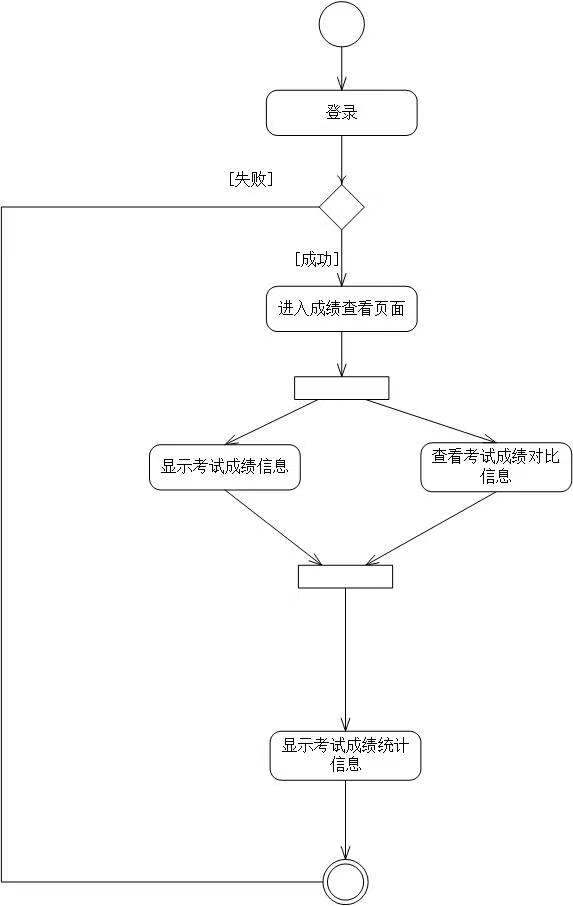 登录
[失败]
[成功]
进入成绩查看页面
显示考试成绩信息
查看考试成绩对比
信息
显示考试成绩统计
信息